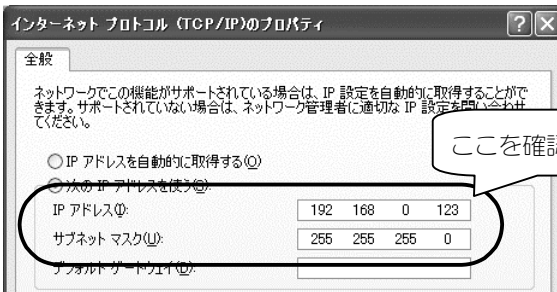 インターネット プロトコル (TCP/IP)のプロパティ
全般
ネットワークでこの機能がサポートされている場合は、IP 設定を自動的に取得することがで
きます。サポートされていない場合は、ネットワーク管理者に適切な IP 設定を問い合わせ
てください。
ここを確認
IP アドレスを自動的に取得する(O)
次の IP アドレスを使う(S):
IP アドレス(I): 192 168 0 123
サブネット マスク(U): 255 255 255 0
デフォルト ゲートウェイ(D):